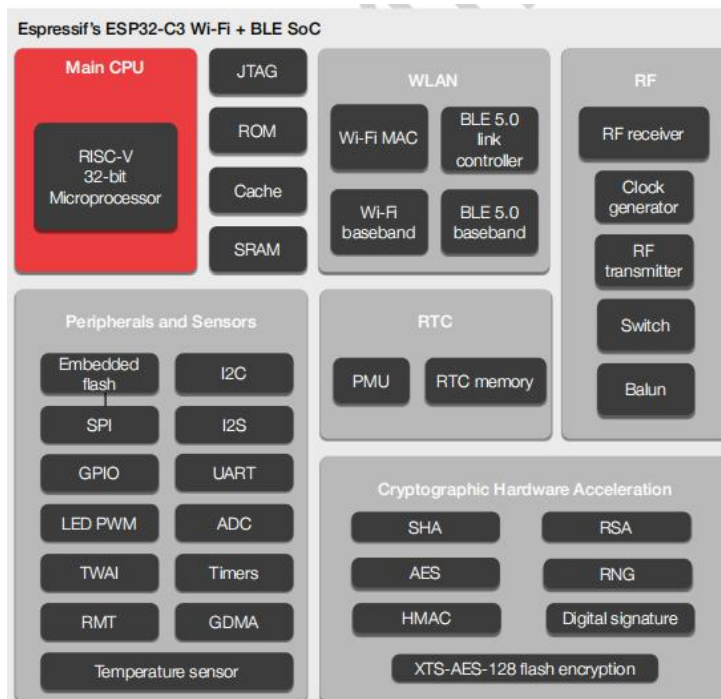 Espressif's ESP32-C3 Wi-Fi + BLE SoC
Main CPU
RISC-V
32-bit
Microprocessor
JTAG
ROM
Cache
SRAM
WLAN
Wi-Fi MAC
BLE 5.0
link
controller
Wi-Fi
baseband
BLE 5.0
baseband
RF
RF receiver
Clock
generator
RF
transmitter
Switch
Balun
Peripherals and Sensors
Embedded
flash
I2C
SPI
I2S
GPIO
UART
LED PWM
ADC
TWAI
Timers
RMT
GDMA
Temperature sensor
RTC
PMU
RTC memory
Cryptographic Hardware Acceleration
SHA
RSA
AES
RNG
HMAC
Digital signature
XTS-AES-128 flash encryption